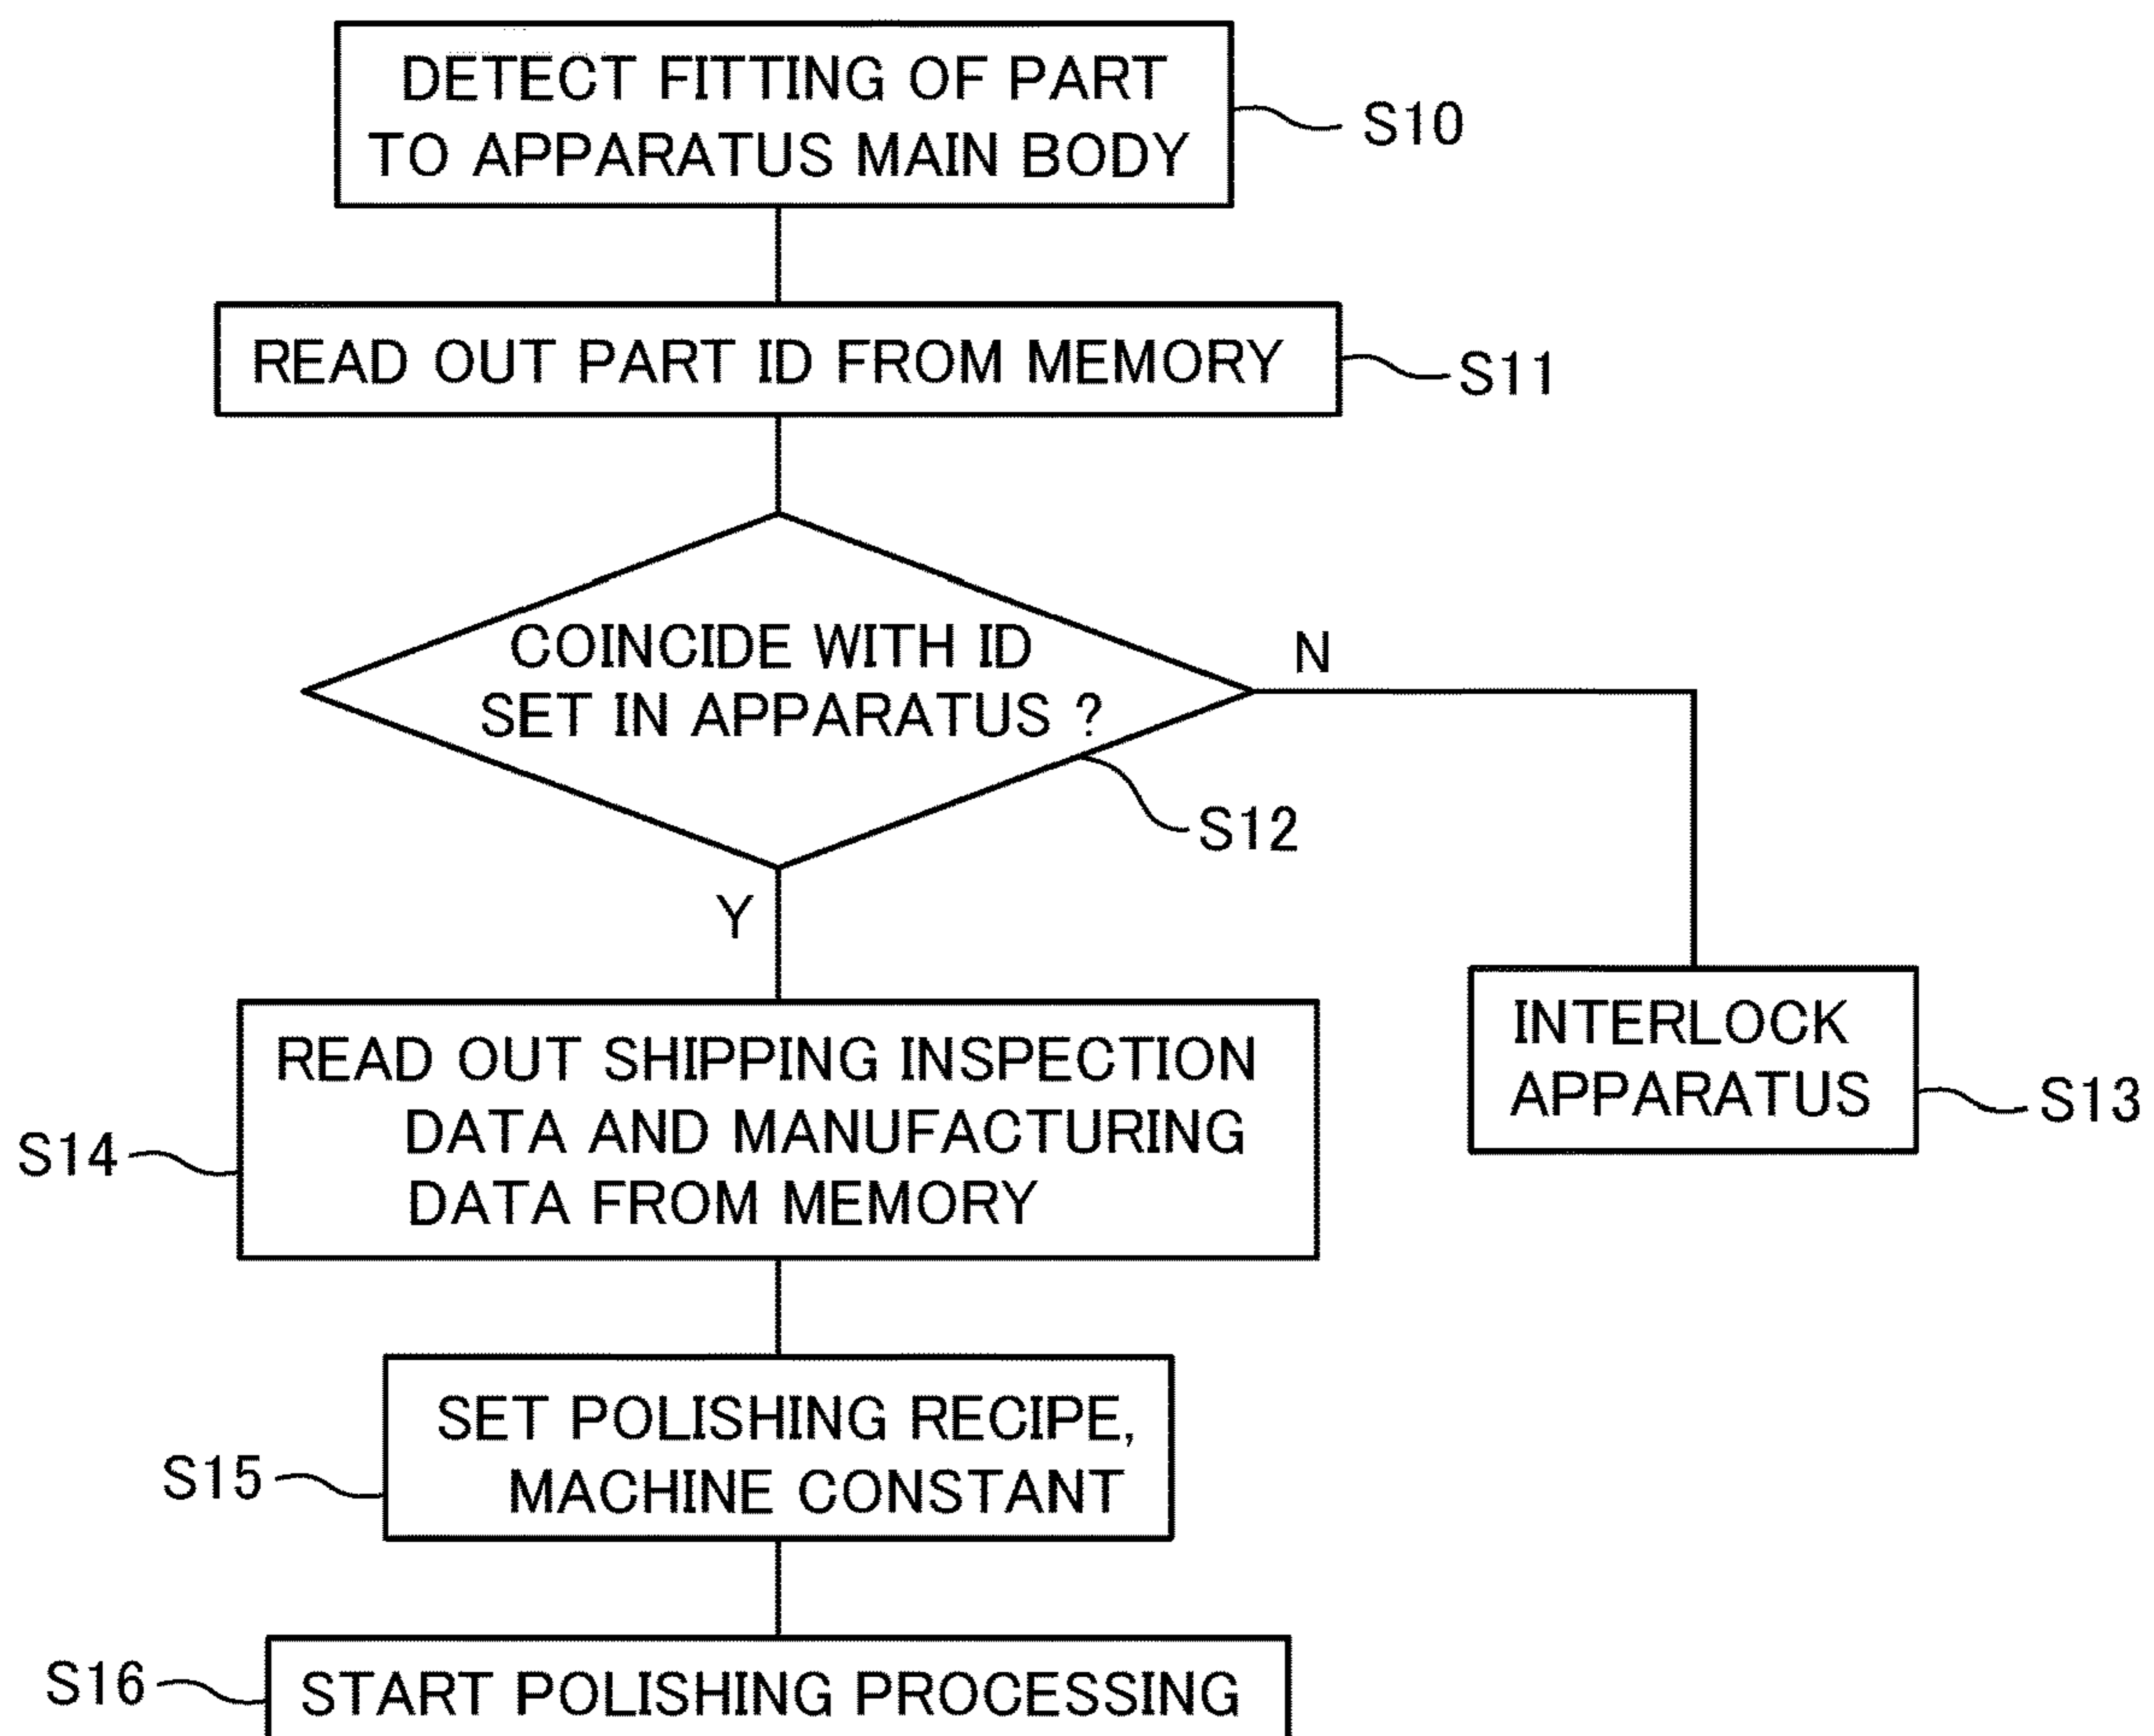 DETECT FITTING OF PART
TO APPARATUS MAIN BODY
S10
READ OUT PART ID FROM MEMORY
S11
COINCIDE WITH ID
SET IN APPARATUS ?
N
S12
Y
INTERLOCK
APPARATUS
S13
READ OUT SHIPPING INSPECTION
DATA AND MANUFACTURING
DATA FROM MEMORY
S14
SET POLISHING RECIPE,
MACHINE CONSTANT
S15
START POLISHING PROCESSING
S16